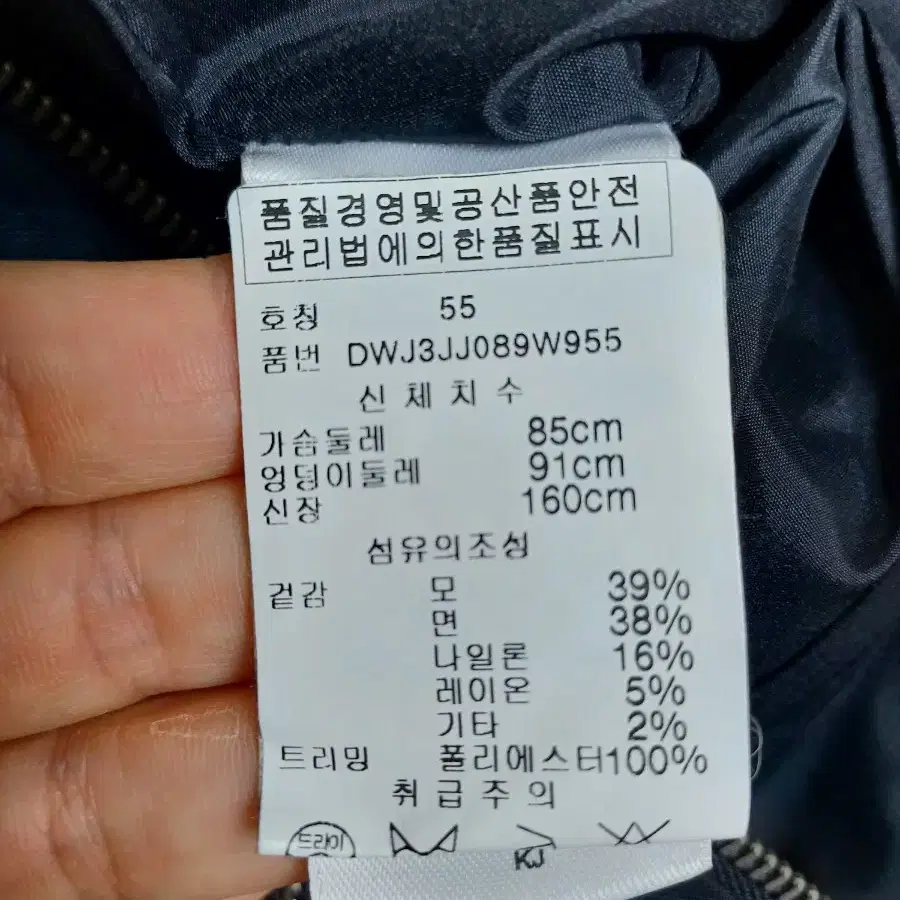 품질경영및공산품안전
관리법에의한품질표시
호칭 55
품번 DWJ3JJ089W955
신체치수
가슴둘레 85cm
엉덩이둘레 91cm
신장 160cm
섬유의조성
겉감 모 39%
면 38%
나일론 16%
레이온 5%
기타 2%
트리밍 폴리에스터100%
취급주의
드라이
KJ